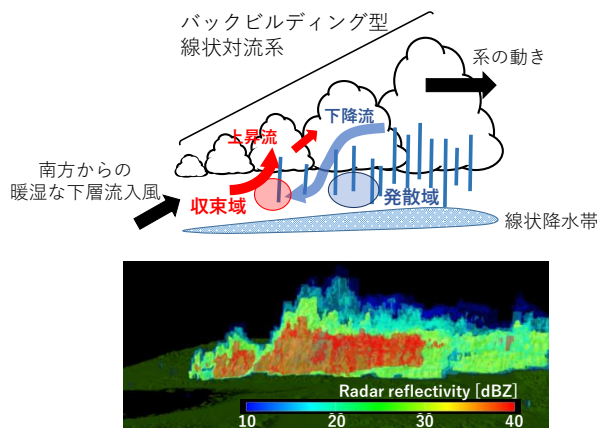 バックビルディング型
線状対流系
系の動き
下降流
上昇流
南方からの
暖湿な下層流入風
収束域
発散域
線状降水帯
Radar reflectivity [dBZ]
10 20 30 40